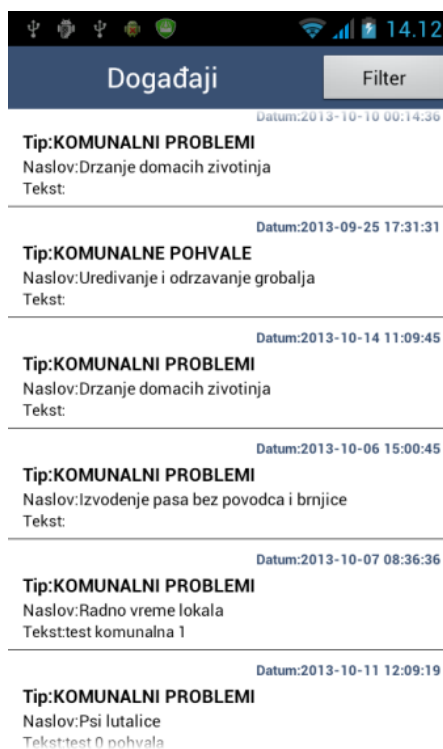 14.12
Događaji
Filter
Datum:2013-10-10 00:14:36
Tip:KOMUNALNI PROBLEMI
Naslov:Drzanje domacih zivotinja
Tekst:
Datum:2013-09-25 17:31:31
Tip:KOMUNALNE POHVALE
Naslov:Uredivanje i odrzavanje grobalja
Tekst:
Datum:2013-10-14 11:09:45
Tip:KOMUNALNI PROBLEMI
Naslov:Drzanje domacih zivotinja
Tekst:
Datum:2013-10-06 15:00:45
Tip:KOMUNALNI PROBLEMI
Naslov:Izvodenje pasa bez povodca i brnjice
Tekst:
Datum:2013-10-07 08:36:36
Tip:KOMUNALNI PROBLEMI
Naslov:Radno vreme lokala
Tekst:test komunalna 1
Datum:2013-10-11 12:09:19
Tip:KOMUNALNI PROBLEMI
Naslov:Psi lutalice
Tekst:test 0 pohvala